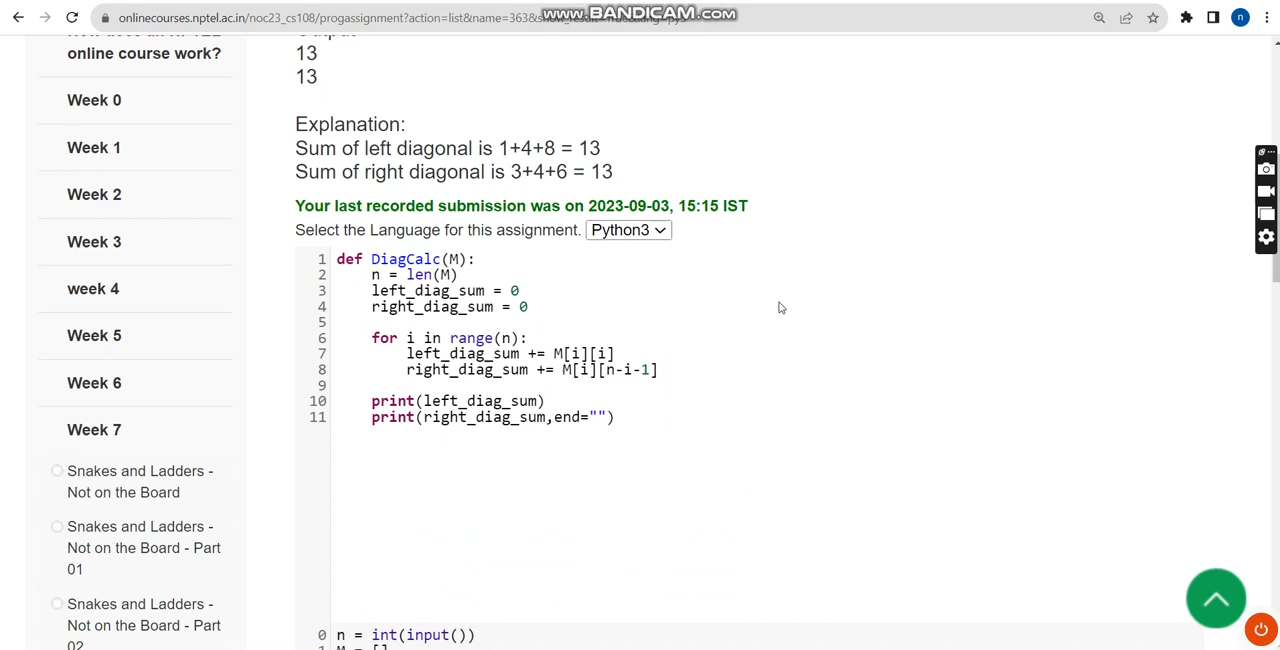 onlinecourses.nptel.ac.in/noc23_cs108/progassignment?action=list&name=363&
www.BANDICAM.com
n
online course work?
Week 0
Week 1
Week 2
Week 3
week 4
Week 5
Week 6
Week 7
Snakes and Ladders -
Not on the Board
Snakes and Ladders -
Not on the Board - Part
01
Snakes and Ladders -
Not on the Board - Part
02
13
13
Explanation:
Sum of left diagonal is 1+4+8 = 13
Sum of right diagonal is 3+4+6 = 13
Your last recorded submission was on 2023-09-03, 15:15 IST
Select the Language for this assignment. Python3
1 def DiagCalc(M):
2 n = len(M)
3 left_diag_sum = 0
4 right_diag_sum = 0
5
6 for i in range(n):
7 left_diag_sum += M[i][i]
8 right_diag_sum += M[i][n-i-1]
9
10 print(left_diag_sum)
11 print(right_diag_sum,end="")
0 n = int(input())
1 M = []